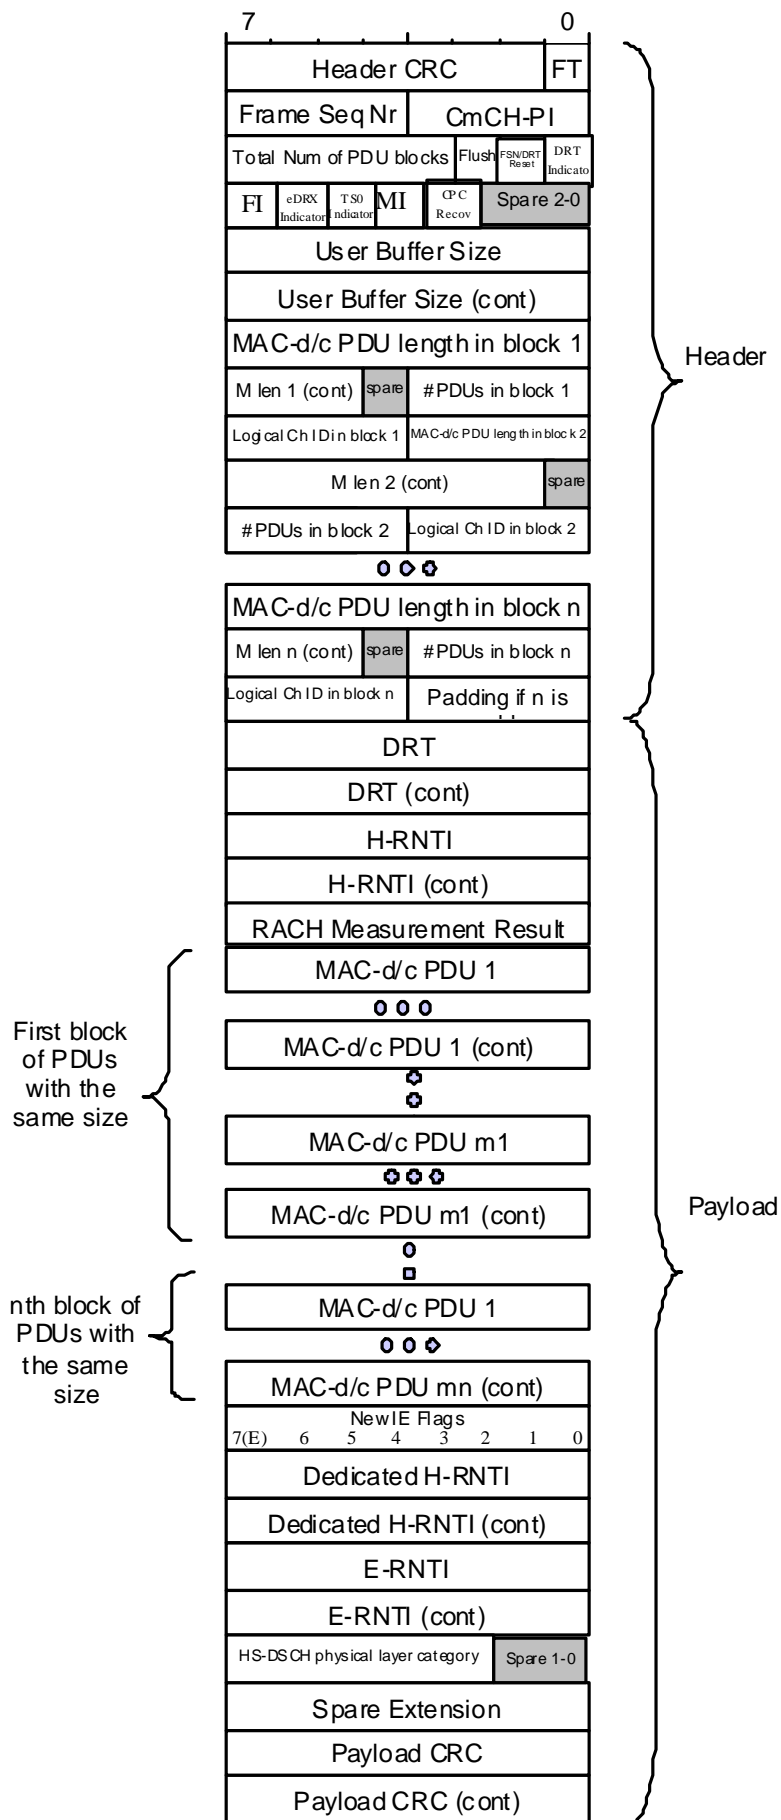 7 0
Header CRC FT
Frame Seq Nr CmCH-PI
Total Num of PDU blocks Flush FSN/DRT Reset DRT Indicato
FI eDRX Indicator TS0 Indicator MI CPC Recov Spare 2-0
User Buffer Size
User Buffer Size (cont)
MAC-d/c PDU length in block 1
Header
M len 1 (cont) spare #PDUs in block 1
Logical Ch ID in block 1 MAC-d/c PDU length in block 2
M len 2 (cont) spare
#PDUs in block 2 Logical Ch ID in block 2
MAC-d/c PDU length in block n
M len n (cont) spare #PDUs in block n
Logical Ch ID in block n Padding if n is
DRT
DRT (cont)
H-RNTI
H-RNTI (cont)
RACH Measurement Result
MAC-d/c PDU 1
First block
of PDUs
with the
same size
MAC-d/c PDU 1 (cont)
MAC-d/c PDU m1
MAC-d/c PDU m1 (cont)
Payload
nth block of
PDUs with
the same
size
MAC-d/c PDU 1
MAC-d/c PDU mn (cont)
New IE Flags
7(E) 6 5 4 3 2 1 0
Dedicated H-RNTI
Dedicated H-RNTI (cont)
E-RNTI
E-RNTI (cont)
HS-DSCH physical layer category Spare 1-0
Spare Extension
Payload CRC
Payload CRC (cont)